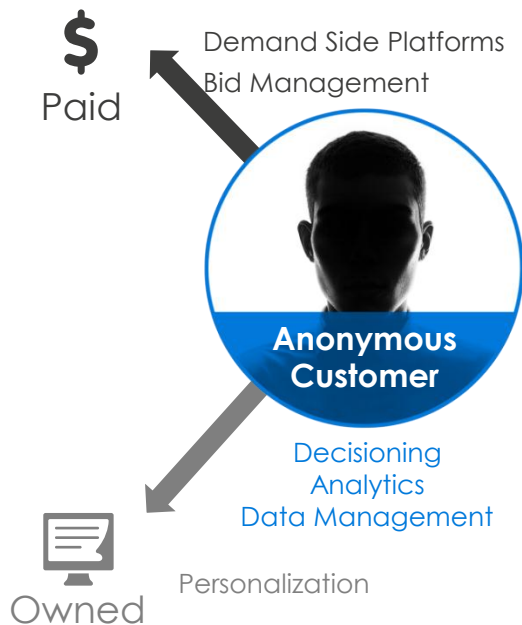 $
Paid
Demand Side Platforms
Bid Management
Anonymous
Customer
Decisioning
Analytics
Data Management
Personalization
Owned